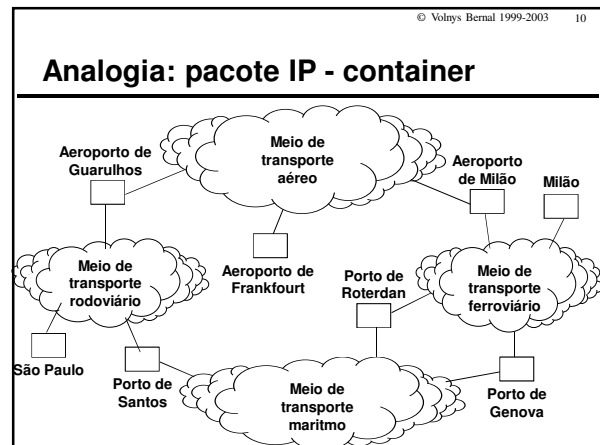 © Volnys Bernal 1999-2003 10
Analogia: pacote IP - container
Aeroporto de
Guarulhos
Meio de
transporte
aéreo
Aeroporto
de Milão
Milão
Meio de
transporte
rodoviário
Aeroporto de
Frankfourt
Porto de
Roterdan
Meio de
transporte
ferroviário
São Paulo
Porto de
Santos
Meio de
transporte
maritmo
Porto de
Genova